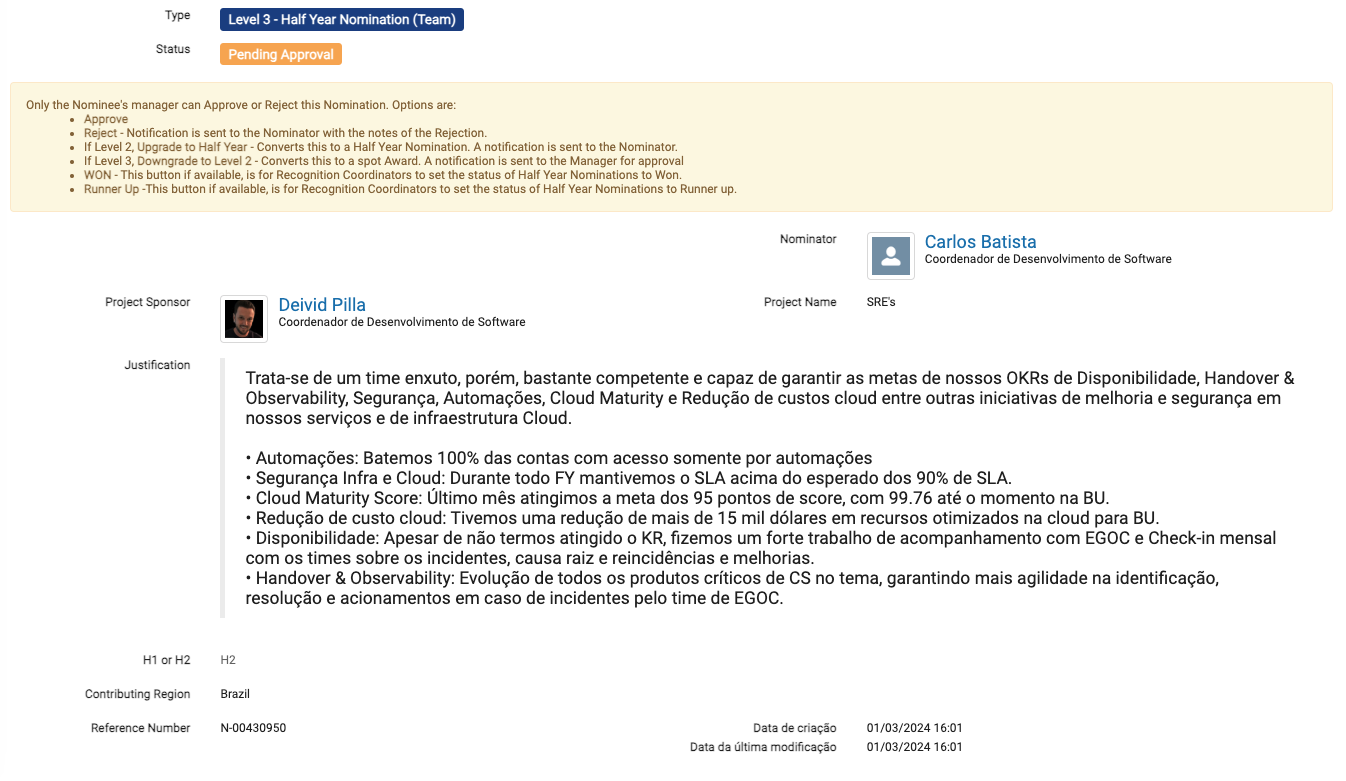 Type
Level 3 - Half Year Nomination (Team)
Status
Pending Approval
Only the Nominee's manager can Approve or Reject this Nomination. Options are:
• Approve
• Reject - Notification is sent to the Nominator with the notes of the Rejection.
• If Level 2, Upgrade to Half Year - Converts this to a Half Year Nomination. A notification is sent to the Nominator.
• If Level 3, Downgrade to Level 2 - Converts this to a spot Award. A notification is sent to the Manager for approval
• WON - This button if available, is for Recognition Coordinators to set the status of Half Year Nominations to Won.
• Runner Up -This button if available, is for Recognition Coordinators to set the status of Half Year Nominations to Runner up.
Nominator
Carlos Batista
Coordenador de Desenvolvimento de Software
Project Sponsor
Deivid Pilla
Coordenador de Desenvolvimento de Software
Project Name
SRE's
Justification
Trata-se de um time enxuto, porém, bastante competente e capaz de garantir as metas de nossos OKRs de Disponibilidade, Handover &
Observability, Segurança, Automações, Cloud Maturity e Redução de custos cloud entre outras iniciativas de melhoria e segurança em
nossos serviços e de infraestrutura Cloud.
• Automações: Batemos 100% das contas com acesso somente por automações
• Segurança Infra e Cloud: Durante todo FY mantivemos o SLA acima do esperado dos 90% de SLA.
• Cloud Maturity Score: Último mês atingimos a meta dos 95 pontos de score, com 99.76 até o momento na BU.
• Redução de custo cloud: Tivemos uma redução de mais de 15 mil dólares em recursos otimizados na cloud para BU.
• Disponibilidade: Apesar de não termos atingido o KR, fizemos um forte trabalho de acompanhamento com EGOC e Check-in mensal
com os times sobre os incidentes, causa raiz e reincidências e melhorias.
• Handover & Observability: Evolução de todos os produtos críticos de CS no tema, garantindo mais agilidade na identificação,
resolução e acionamentos em caso de incidentes pelo time de EGOC.
H1 or H2
H2
Contributing Region
Brazil
Reference Number
N-00430950
Data de criação
01/03/2024 16:01
Data da última modificação
01/03/2024 16:01